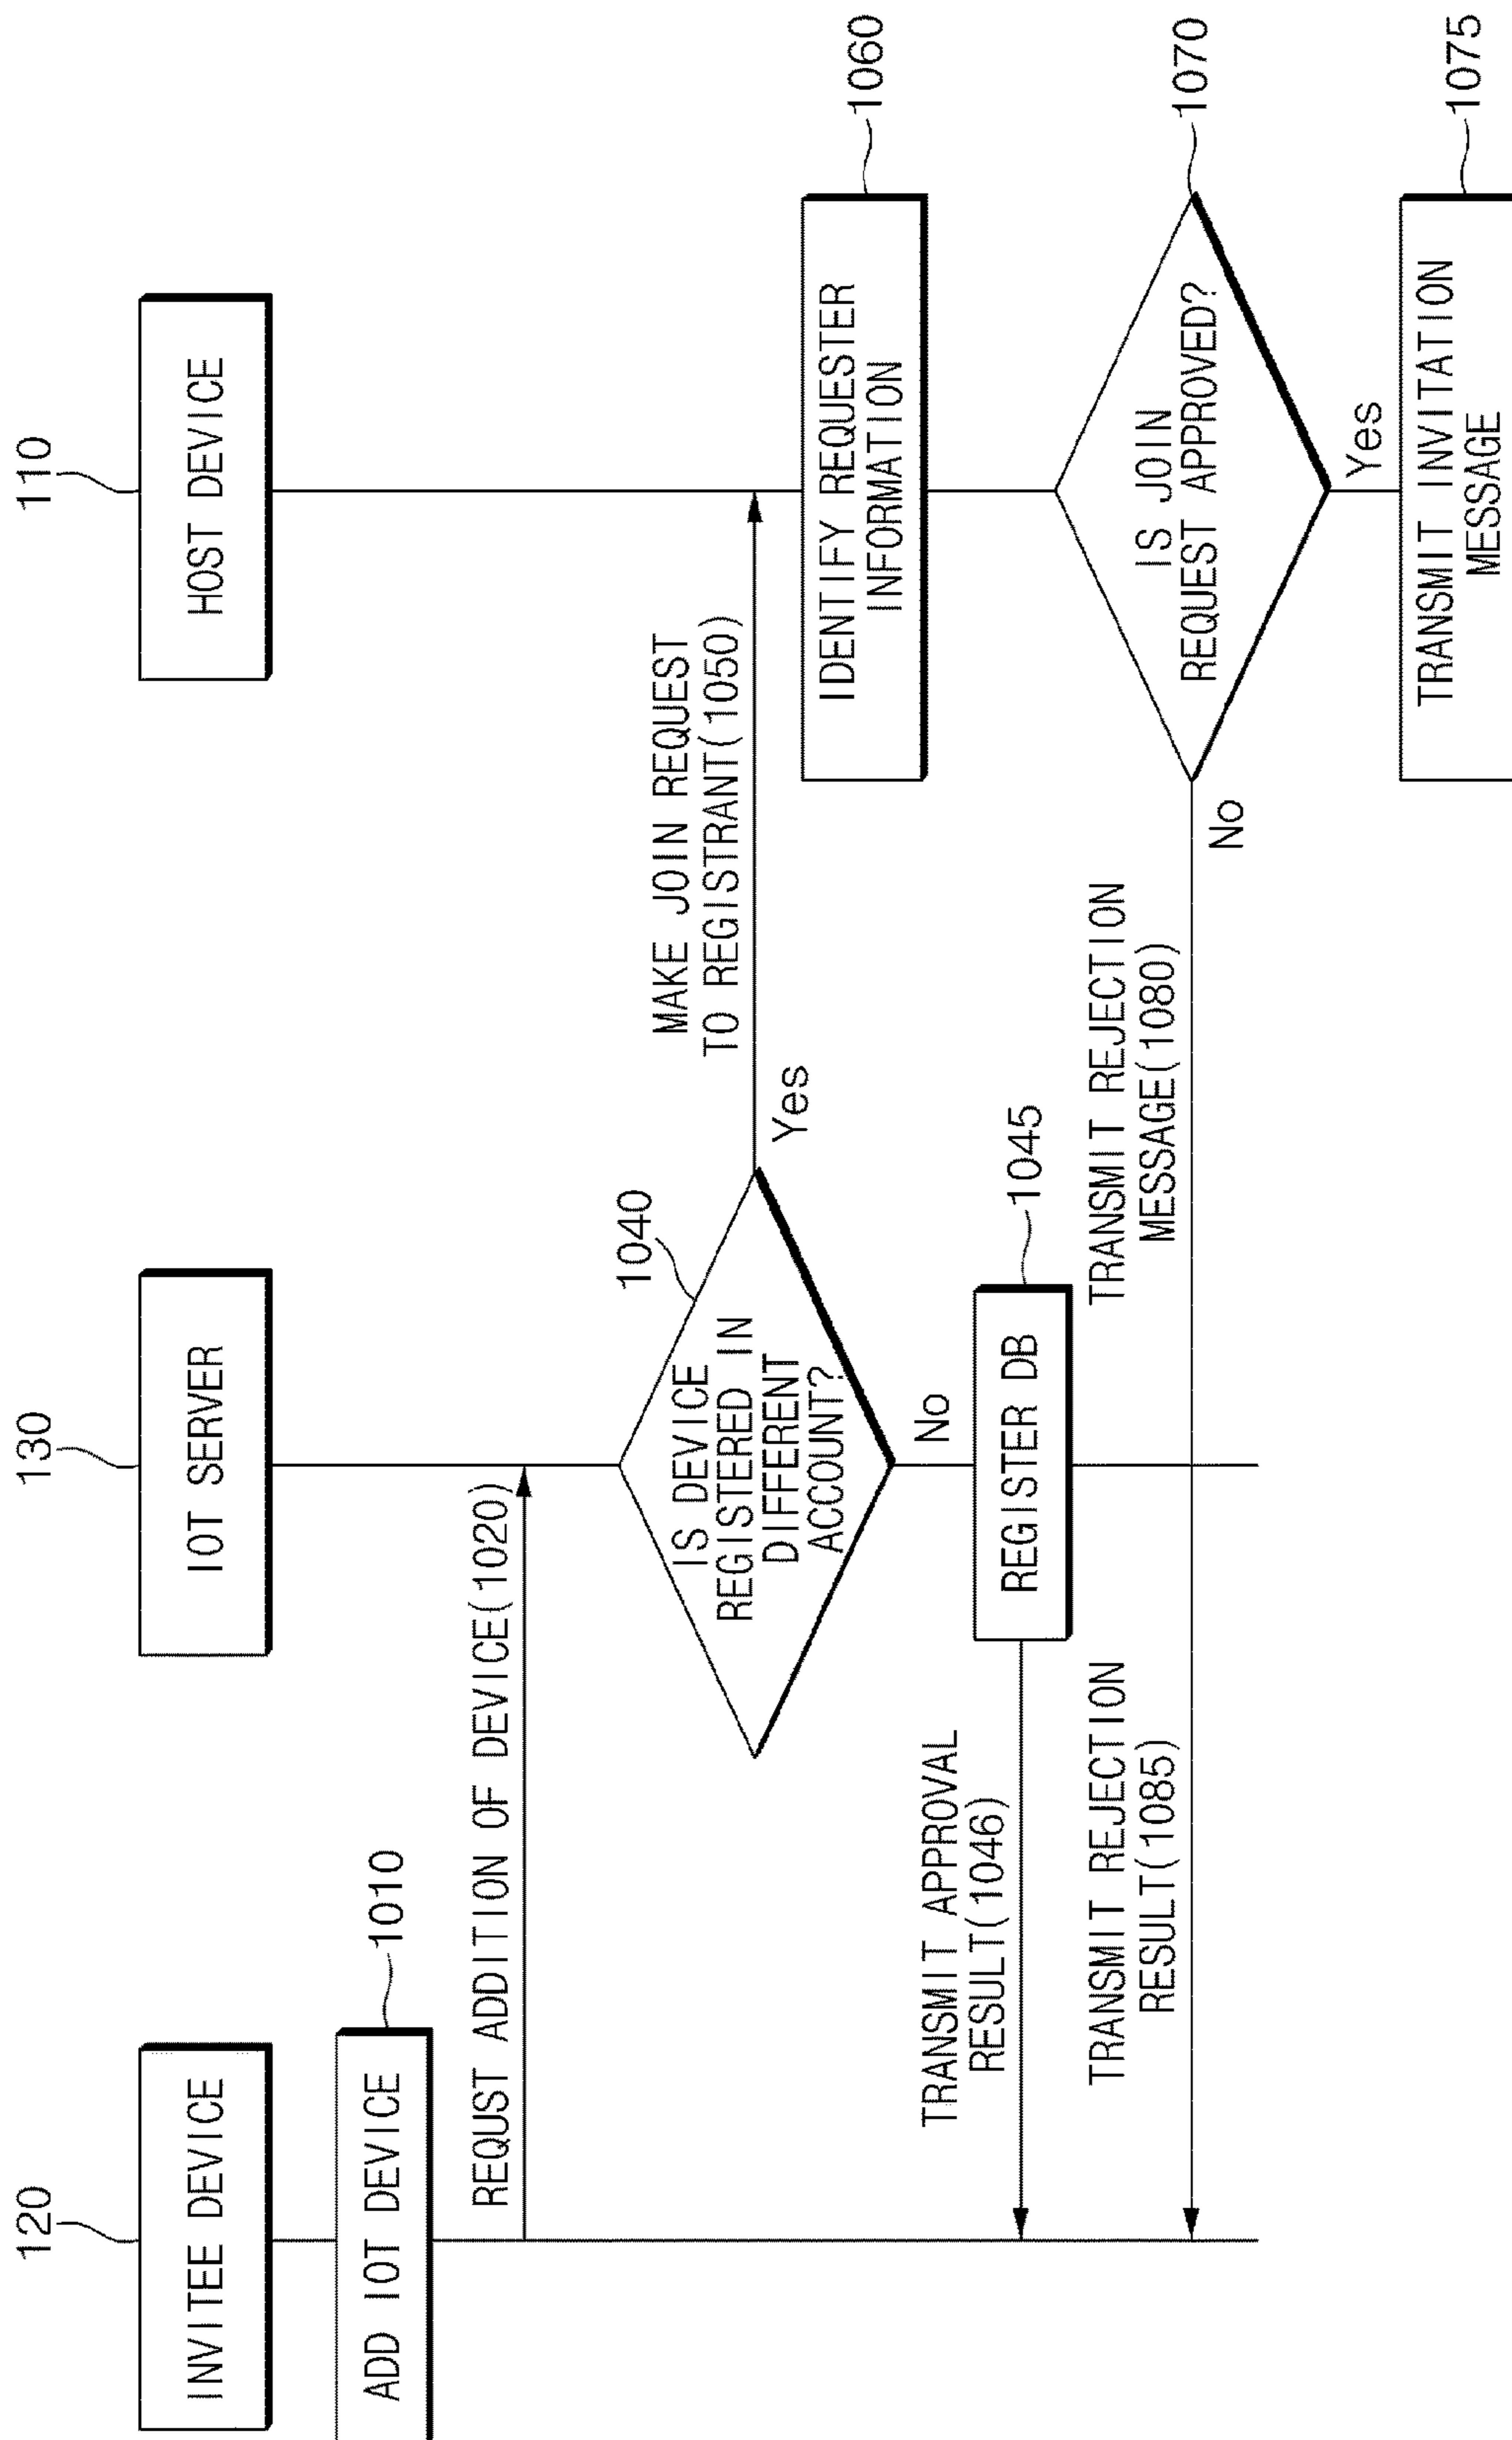 120
INVITEE DEVICE
130
IOT SERVER
110
HOST DEVICE
ADD IOT DEVICE
1010
REQUST ADDITION OF DEVICE(1020)
1040
IS DEVICE
REGISTERED IN
DIFFERENT
ACCOUNT?
Yes
No
MAKE JOIN REQUEST
TO REGISTRANT(1050)
IDENTIFY REQUESTER
INFORMATION
1060
REGISTER DB
1045
TRANSMIT APPROVAL
RESULT(1046)
IS JOIN
REQUEST APPROVED?
1070
No
Yes
TRANSMIT REJECTION
MESSAGE(1080)
TRANSMIT REJECTION
RESULT(1085)
TRANSMIT INVITATION
MESSAGE
1075